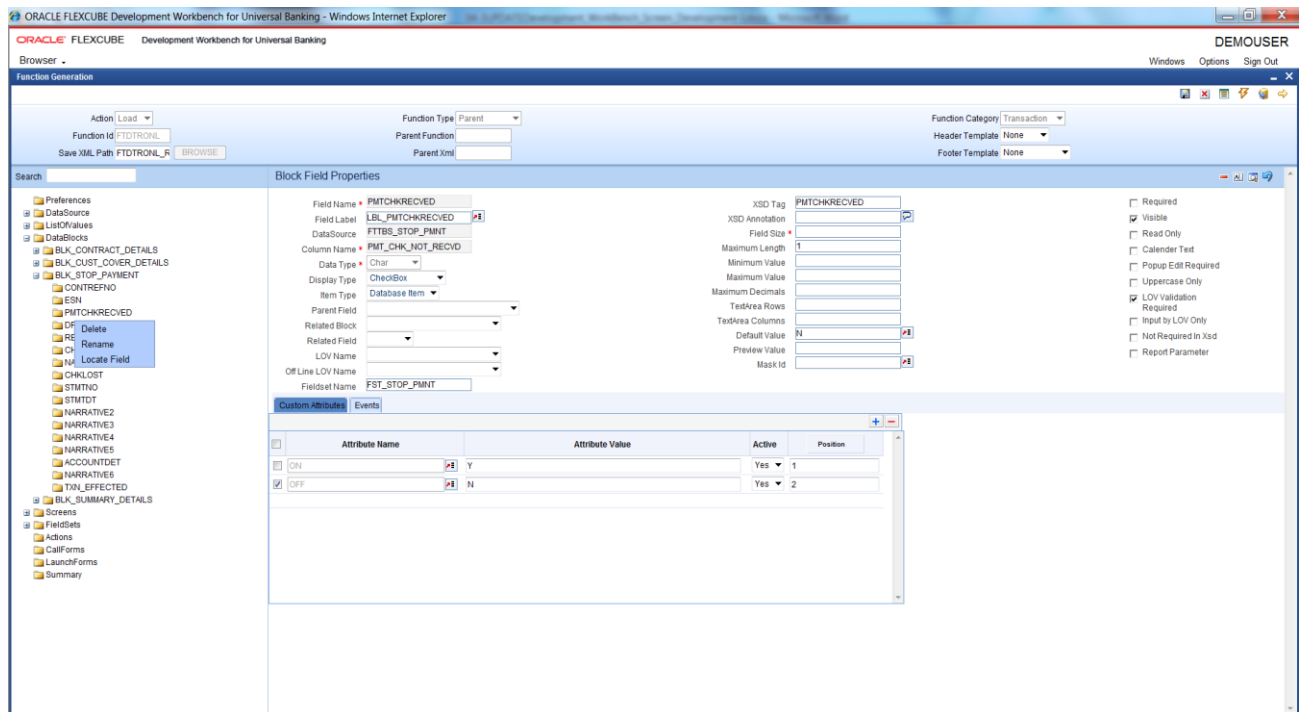 ORACLE FLEXCUBE Development Workbench for Universal Banking - Windows Internet Explorer
ORACLE® FLEXCUBE Development Workbench for Universal Banking
DEMOUSER
Browser
Windows Options Sign Out
Function Generation
Action Load
Function Type Parent
Function Category Transaction
Function Id FTDTRONL
Parent Function
Header Template None
Save XML Path FTDTRONL_R BROWSE
Parent Xml
Footer Template None
Search
Preferences
DataSource
ListOfValues
DataBlocks
BLK_CONTRACT_DETAILS
BLK_CUST_COVER_DETAILS
BLK_STOP_PAYMENT
CONTREFNO
ESN
PMTCHKRECVED
Delete
Rename
Locate Field
CHKLOST
STMTNO
STMTDT
NARRATIVE2
NARRATIVE3
NARRATIVE4
NARRATIVE5
ACCOUNTDET
NARRATIVE6
TXN_EFFECTED
BLK_SUMMARY_DETAILS
Screens
FieldSets
Actions
CallForms
LaunchForms
Summary
Block Field Properties
Field Name * PMTCHKRECVED
Field Label LBL_PMTCHKRECVED
DataSource FTTBS_STOP_PMNT
Column Name * PMT_CHK_NOT_RECVD
Data Type * Char
Display Type CheckBox
Item Type Database Item
Parent Field
Related Block
Related Field
LOV Name
Off Line LOV Name
Fieldset Name FST_STOP_PMNT
XSD Tag PMTCHKRECVED
XSD Annotation
Field Size *
Maximum Length 1
Minimum Value
Maximum Value
Maximum Decimals
TextArea Rows
TextArea Columns
Default Value N
Preview Value
Mask Id
Required
Visible
Read Only
Calender Text
Popup Edit Required
Uppercase Only
LOV Validation
Required
Input by LOV Only
Not Required In Xsd
Report Parameter
Custom Attributes Events
Attribute Name Attribute Value Active Position
ON Y Yes 1
OFF N Yes 2